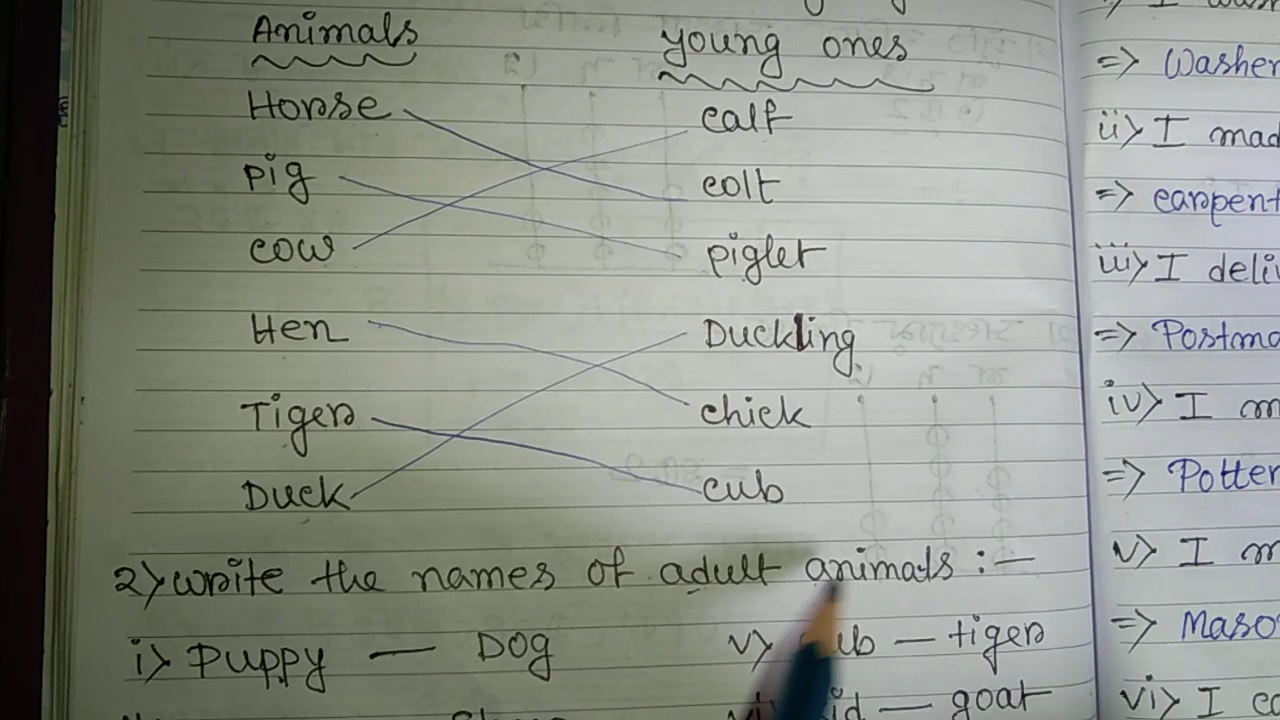 Animals
young ones
Horse
calf
pig
colt
cow
piglet
Hen
Duckling
Tiger
chick
Duck
cub
2) write the names of adult animals :-
i) Puppy — Dog
v) cub — tiger
— goat
=> Washer
ii) I mad
=> carpent
iii) I deli
=> Postma
iv) I
=> Potter
v) I
=> Maso
vi) I